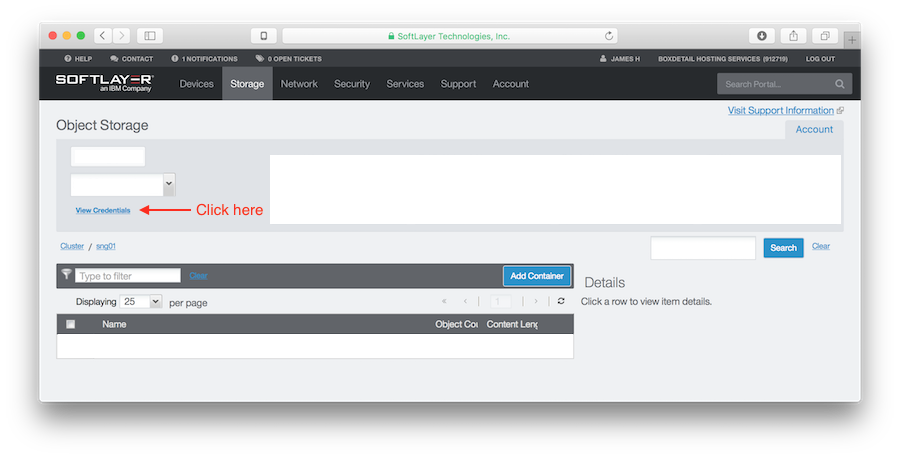 SoftLayer Technologies, Inc.
HELP CONTACT 1 NOTIFICATIONS 0 OPEN TICKETS JAMES H BOXDETAIL HOSTING SERVICES (912719) LOG OUT
SOFTLAYER®
an IBM Company
Devices Storage Network Security Services Support Account Search Portal...
Visit Support Information
Object Storage
Account
View Credentials Click here
Cluster / sng01
Search Clear
Type to filter Clear Add Container
Details
Displaying 25 per page 1
Click a row to view item details.
Name Object Cou Content Leng